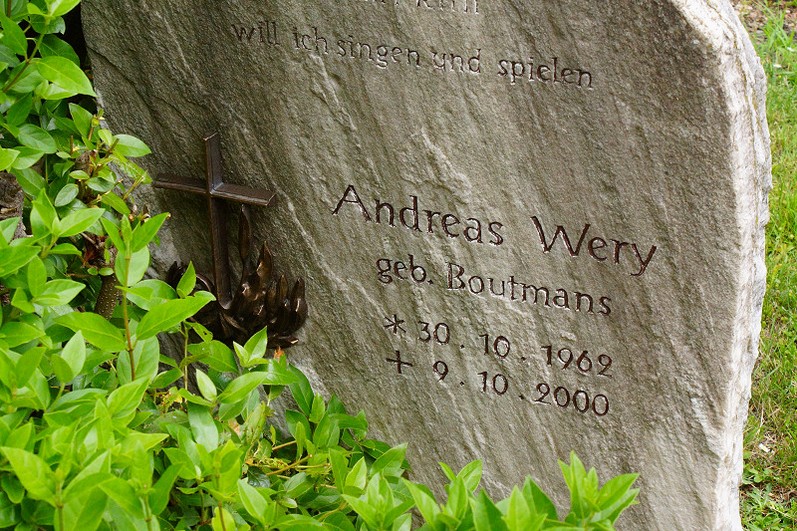 will ich singen und spielen
Andreas Wery
geb. Boutmans
* 30 . 10 . 1962
+ 9 . 10 . 2000